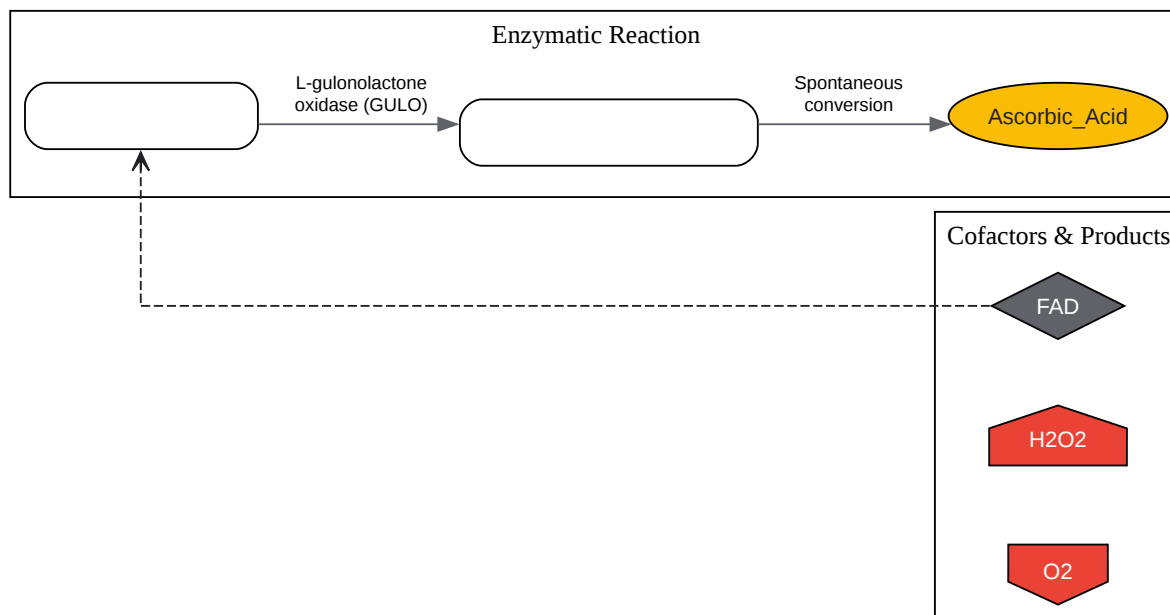 Enzymatic Reaction
L-gulonolactone
oxidase (GULO)
Spontaneous
conversion
Ascorbic_Acid
Cofactors & Products
FAD
H2O2
O2